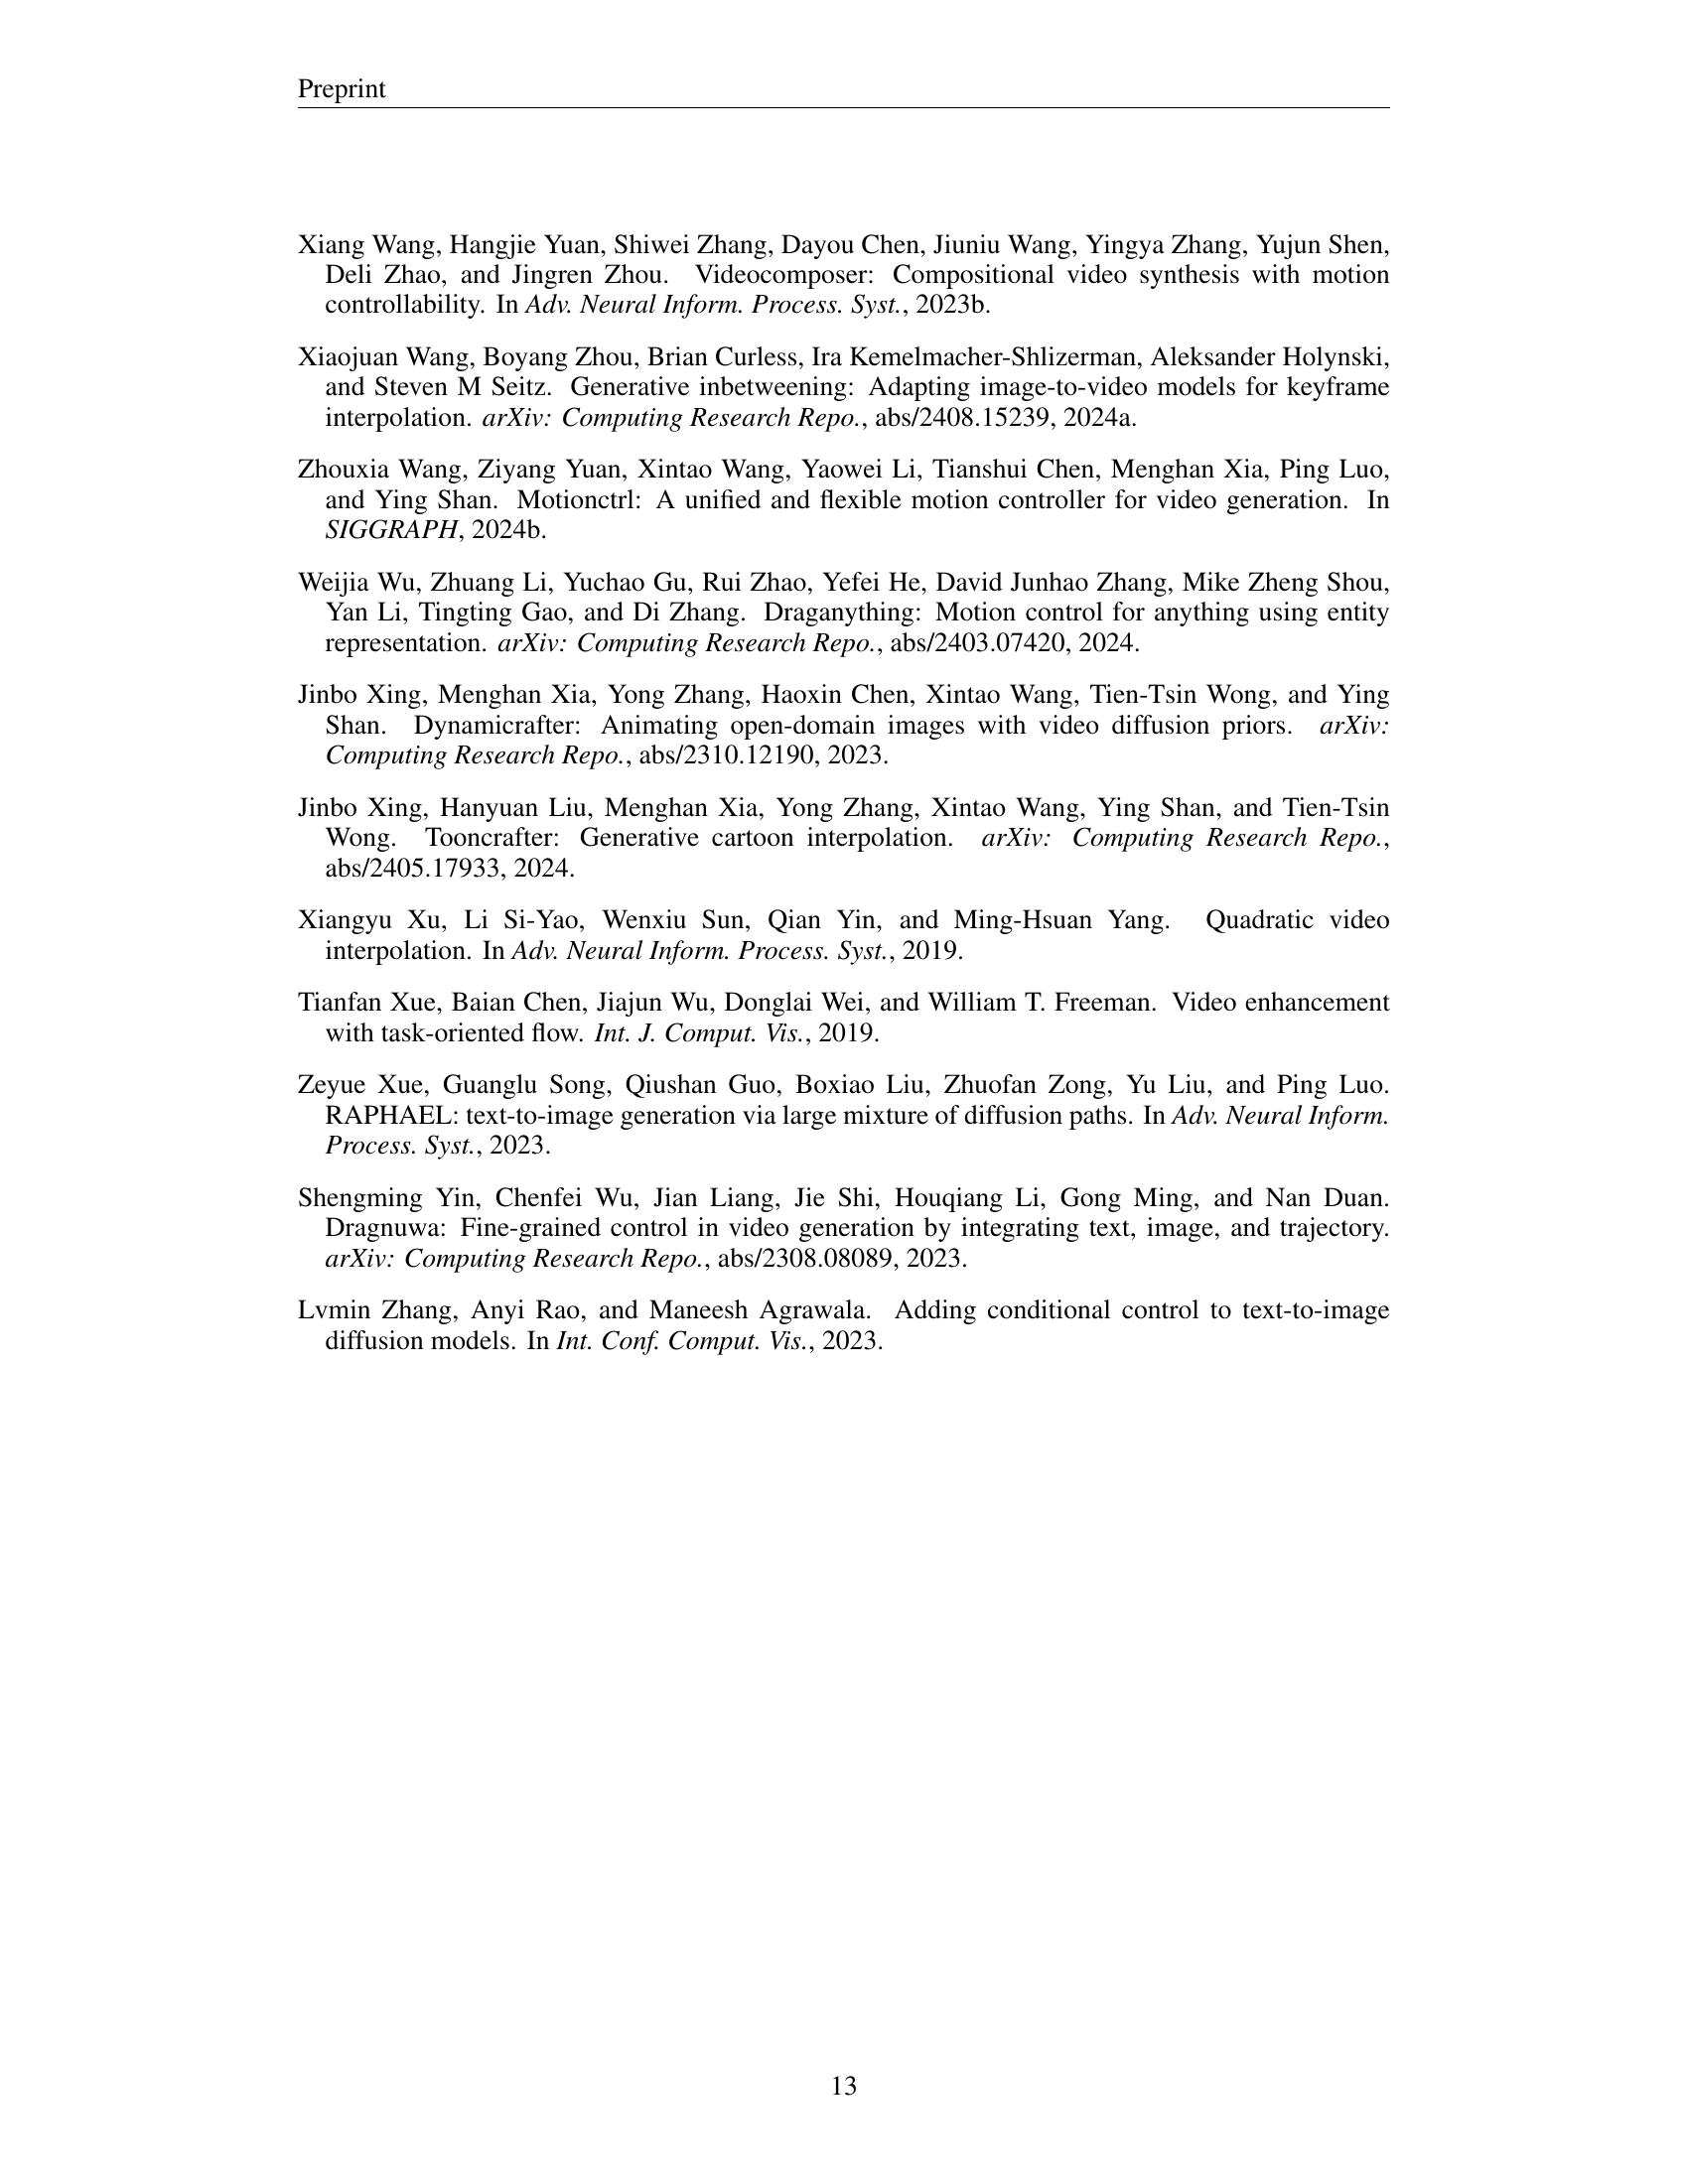 Preprint
Xiang Wang, Hangjie Yuan, Shiwei Zhang, Dayou Chen, Jiuniu Wang, Yingya Zhang, Yujun Shen,
Deli Zhao, and Jingren Zhou. Videocomposer: Compositional video synthesis with motion
controllability. In Adv. Neural Inform. Process. Syst., 2023b.
Xiaojuan Wang, Boyang Zhou, Brian Curless, Ira Kemelmacher-Shlizerman, Aleksander Holynski,
and Steven M Seitz. Generative inbetweening: Adapting image-to-video models for keyframe
interpolation. arXiv: Computing Research Repo., abs/2408.15239, 2024a.
Zhouxia Wang, Ziyang Yuan, Xintao Wang, Yaowei Li, Tianshui Chen, Menghan Xia, Ping Luo,
and Ying Shan. Motionctrl: A unified and flexible motion controller for video generation. In
SIGGRAPH, 2024b.
Weijia Wu, Zhuang Li, Yuchao Gu, Rui Zhao, Yefei He, David Junhao Zhang, Mike Zheng Shou,
Yan Li, Tingting Gao, and Di Zhang. Draganything: Motion control for anything using entity
representation. arXiv: Computing Research Repo., abs/2403.07420, 2024.
Jinbo Xing, Menghan Xia, Yong Zhang, Haoxin Chen, Xintao Wang, Tien-Tsin Wong, and Ying
Shan. Dynamicrafter: Animating open-domain images with video diffusion priors. arXiv:
Computing Research Repo., abs/2310.12190, 2023.
Jinbo Xing, Hanyuan Liu, Menghan Xia, Yong Zhang, Xintao Wang, Ying Shan, and Tien-Tsin
Wong. Tooncrafter: Generative cartoon interpolation. arXiv: Computing Research Repo.,
abs/2405.17933, 2024.
Xiangyu Xu, Li Si-Yao, Wenxiu Sun, Qian Yin, and Ming-Hsuan Yang. Quadratic video
interpolation. In Adv. Neural Inform. Process. Syst., 2019.
Tianfan Xue, Baian Chen, Jiajun Wu, Donglai Wei, and William T. Freeman. Video enhancement
with task-oriented flow. Int. J. Comput. Vis., 2019.
Zeyue Xue, Guanglu Song, Qiushan Guo, Boxiao Liu, Zhuofan Zong, Yu Liu, and Ping Luo.
RAPHAEL: text-to-image generation via large mixture of diffusion paths. In Adv. Neural Inform.
Process. Syst., 2023.
Shengming Yin, Chenfei Wu, Jian Liang, Jie Shi, Houqiang Li, Gong Ming, and Nan Duan.
Dragnuwa: Fine-grained control in video generation by integrating text, image, and trajectory.
arXiv: Computing Research Repo., abs/2308.08089, 2023.
Lvmin Zhang, Anyi Rao, and Maneesh Agrawala. Adding conditional control to text-to-image
diffusion models. In Int. Conf. Comput. Vis., 2023.
13